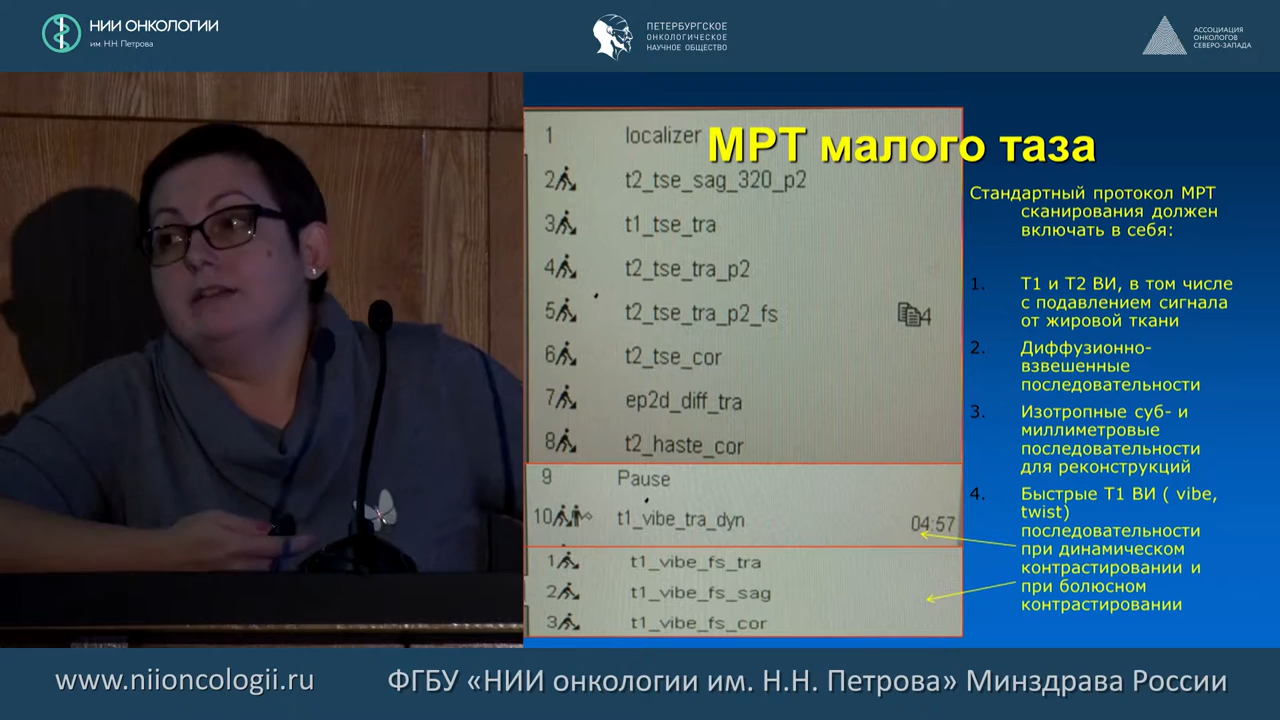 НИИ ОНКОЛОГИИ
им. Н.Н. Петрова
ПЕТЕРБУРГСКОЕ
ОНКОЛОГИЧЕСКОЕ
НАУЧНОЕ ОБЩЕСТВО
АССОЦИАЦИЯ
ОНКОЛОГОВ
СЕВЕРО-ЗАПАДА
МРТ малого таза
1 localizer
2 t2_tse_sag_320_p2
3 t1_tse_tra
4 t2_tse_tra_p2
5 t2_tse_tra_p2_fs 4
6 t2_tse_cor
7 ep2d_diff_tra
8 t2_haste_cor
9 Pause
10 t1_vibe_tra_dyn 04:57
1 t1_vibe_fs_tra
2 t1_vibe_fs_sag
3 t1_vibe_fs_cor
Стандартный протокол МРТ
сканирования должен
включать в себя:
1. Т1 и Т2 ВИ, в том числе
с подавлением сигнала
от жировой ткани
2. Диффузионно-
взвешенные
последовательности
3. Изотропные суб- и
миллиметровые
последовательности
для реконструкций
4. Быстрые Т1 ВИ ( vibe,
twist)
последовательности
при динамическом
контрастировании и
при болюсном
контрастировании
www.niioncologii.ru
ФГБУ «НИИ онкологии им. Н.Н. Петрова» Минздрава России